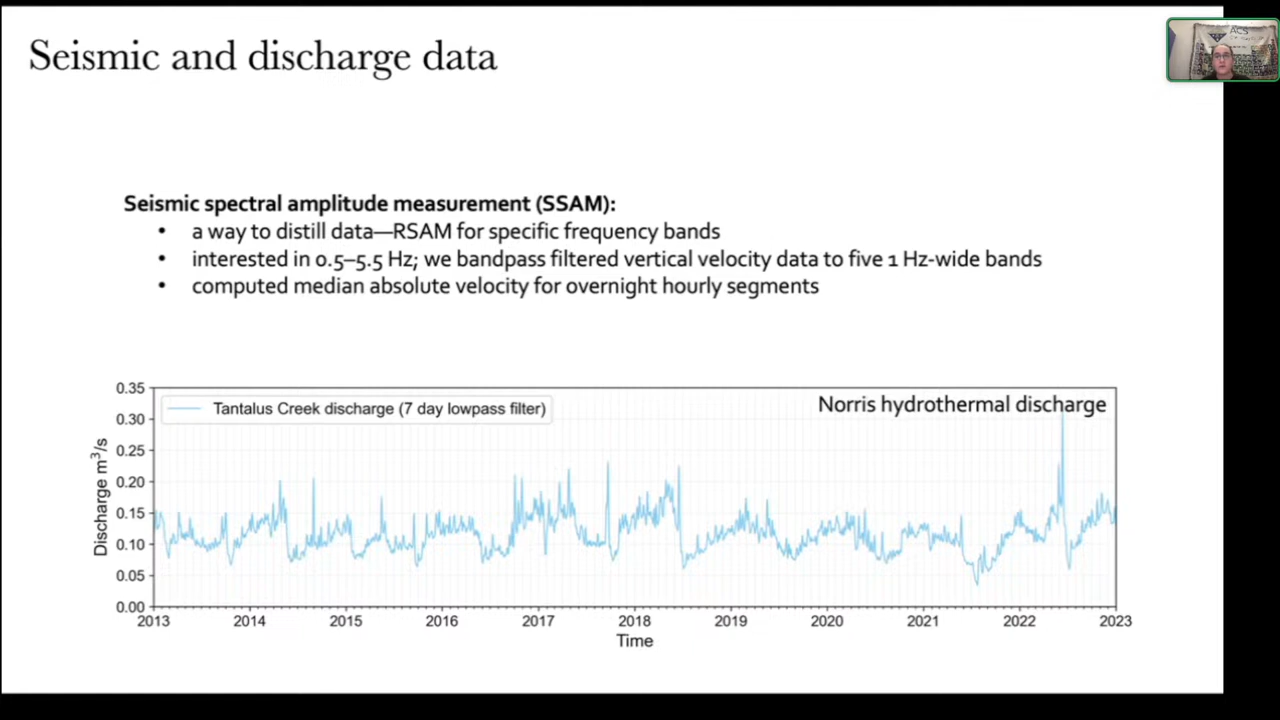 Seismic and discharge data
ACS
Seismic spectral amplitude measurement (SSAM):
• a way to distill data—RSAM for specific frequency bands
• interested in 0.5–5.5 Hz; we bandpass filtered vertical velocity data to five 1 Hz-wide bands
• computed median absolute velocity for overnight hourly segments
Tantalus Creek discharge (7 day lowpass filter)
Norris hydrothermal discharge
Discharge m³/s
0.35
0.30
0.25
0.20
0.15
0.10
0.05
0.00
2013 2014 2015 2016 2017 2018 2019 2020 2021 2022 2023
Time